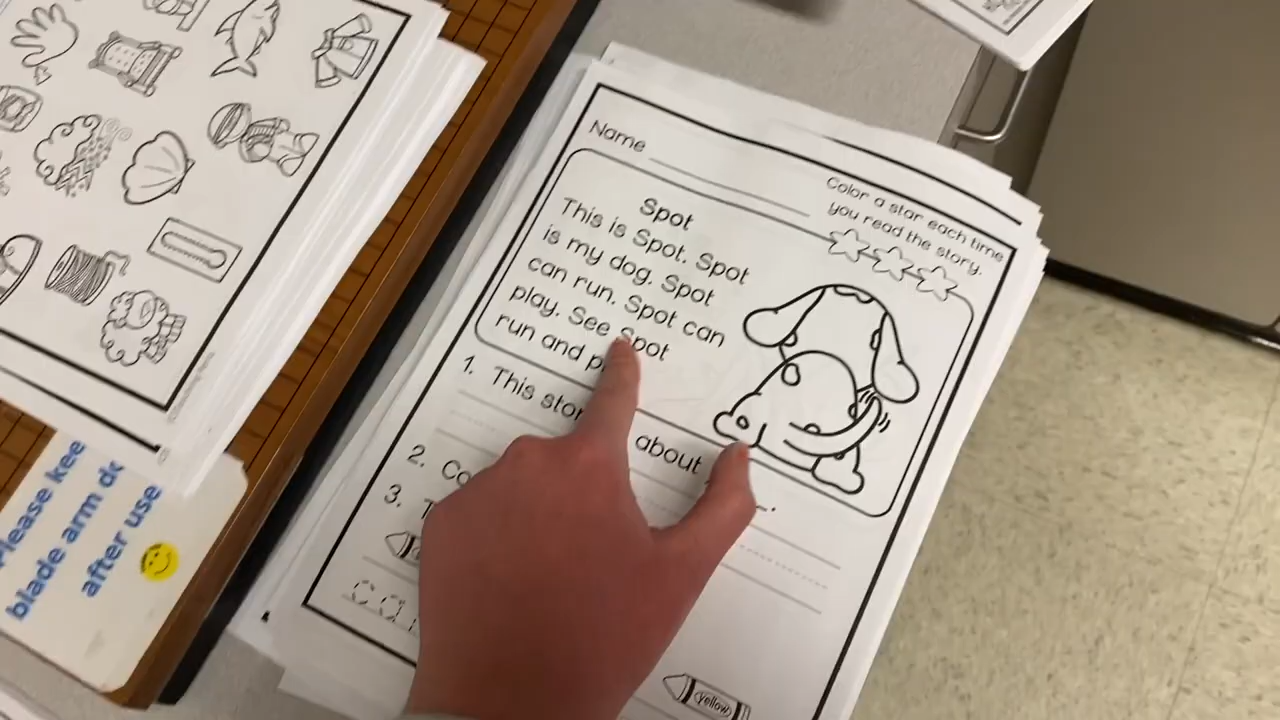 Name
Color a star each time
you read the story.
Spot
This is Spot. Spot
is my dog. Spot
can run. Spot can
play. See Spot
run and
1. This about
2.
3.
yellow
Please
blade arm
after use